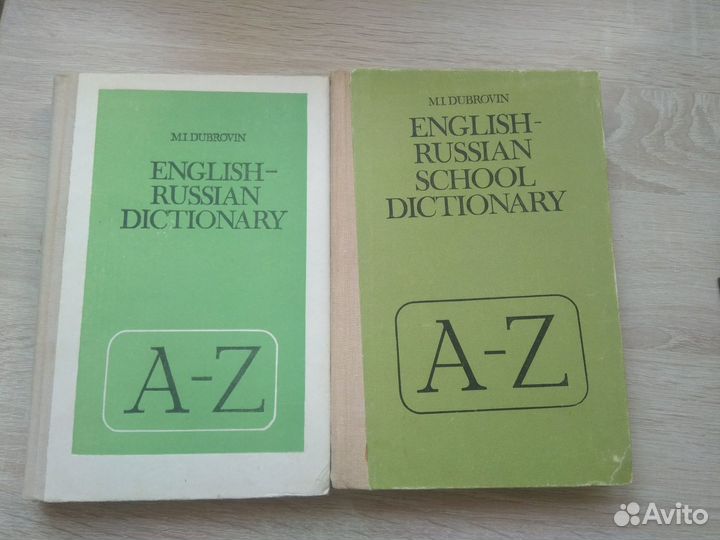 M.I. DUBROVIN
ENGLISH–
RUSSIAN
DICTIONARY
A–Z
M.I. DUBROVIN
ENGLISH-
RUSSIAN
SCHOOL
DICTIONARY
A–Z
Avito